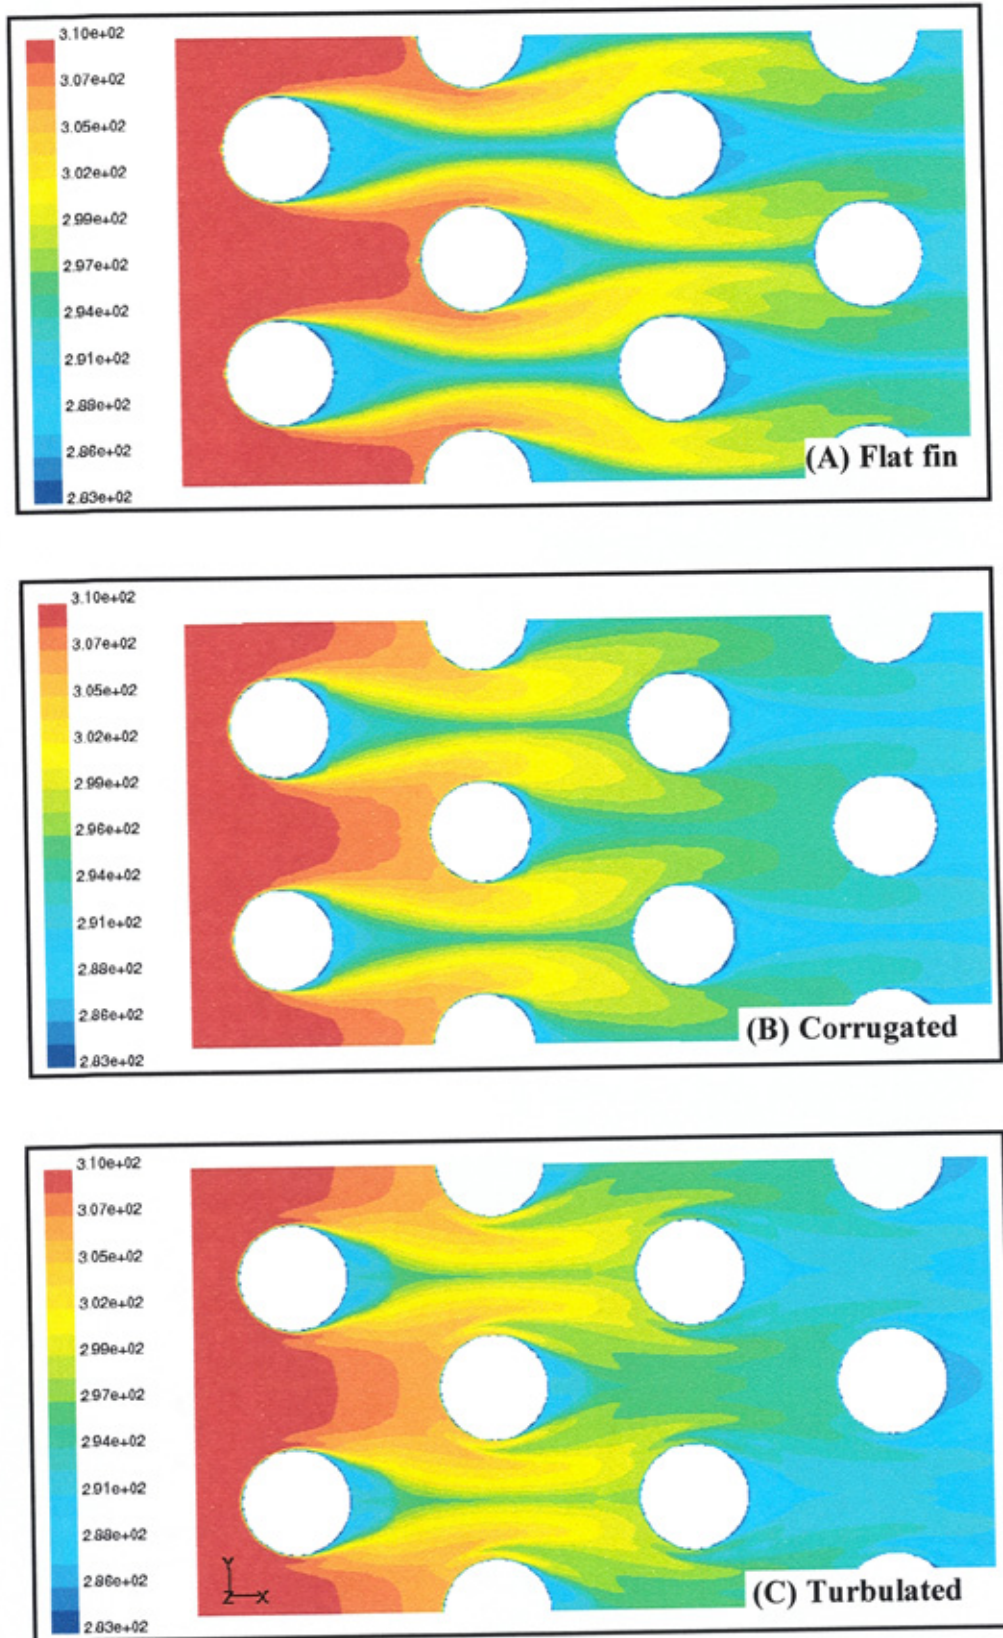 3.10e+02
3.07e+02
3.05e+02
3.02e+02
2.99e+02
2.97e+02
2.94e+02
2.91e+02
2.88e+02
2.86e+02
2.83e+02
(A) Flat fin
3.10e+02
3.07e+02
3.05e+02
3.02e+02
2.99e+02
2.96e+02
2.94e+02
2.91e+02
2.88e+02
2.86e+02
2.83e+02
(B) Corrugated
3.10e+02
3.07e+02
3.05e+02
3.02e+02
2.99e+02
2.97e+02
2.94e+02
2.91e+02
2.88e+02
2.86e+02
2.83e+02
Y
Z X
(C) Turbulated